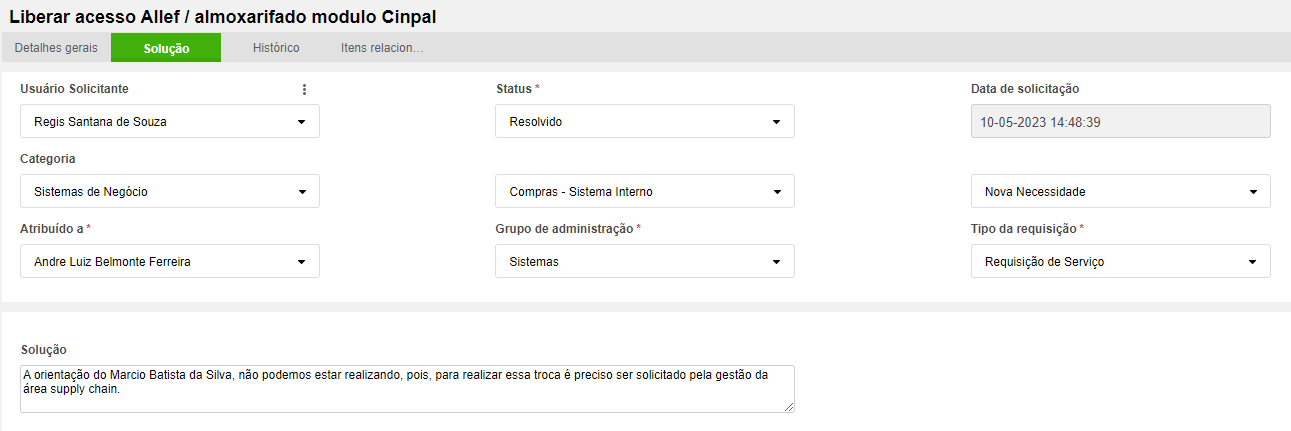 Liberar acesso Allef / almoxarifado modulo Cinpal
Detalhes gerais Solução Histórico Itens relacion...
Usuário Solicitante Status * Data de solicitação
Regis Santana de Souza Resolvido 10-05-2023 14:48:39
Categoria
Sistemas de Negócio Compras - Sistema Interno Nova Necessidade
Atribuído a * Grupo de administração * Tipo da requisição *
Andre Luiz Belmonte Ferreira Sistemas Requisição de Serviço
Solução
A orientação do Marcio Batista da Silva, não podemos estar realizando, pois, para realizar essa troca é preciso ser solicitado pela gestão da
área supply chain.